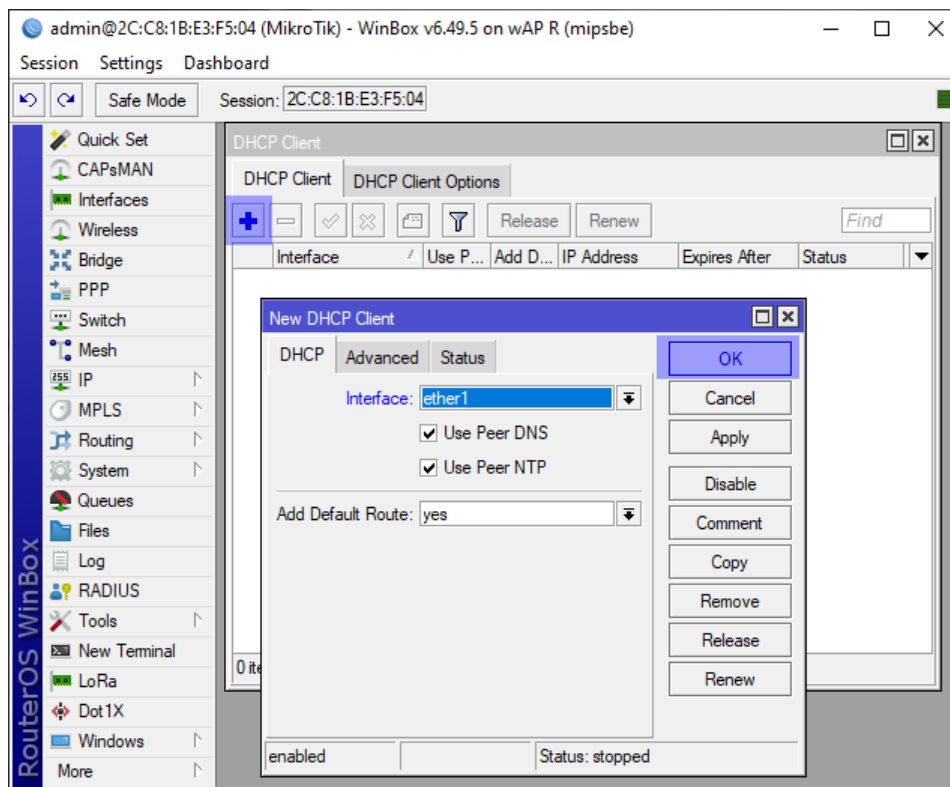 admin@2C:C8:1B:E3:F5:04 (MikroTik) - WinBox v6.49.5 on wAP R (mipsbe)
Session Settings Dashboard
Safe Mode Session: 2C:C8:1B:E3:F5:04
Quick Set
CAPsMAN
Interfaces
Wireless
Bridge
PPP
Switch
Mesh
IP
MPLS
Routing
System
Queues
Files
Log
RADIUS
Tools
New Terminal
LoRa
Dot1X
Windows
More
RouterOS WinBox
DHCP Client
DHCP Client DHCP Client Options
Release Renew Find
Interface Use P... Add D... IP Address Expires After Status
0 ite
New DHCP Client
DHCP Advanced Status
Interface: ether1
Use Peer DNS
Use Peer NTP
Add Default Route: yes
OK
Cancel
Apply
Disable
Comment
Copy
Remove
Release
Renew
enabled Status: stopped